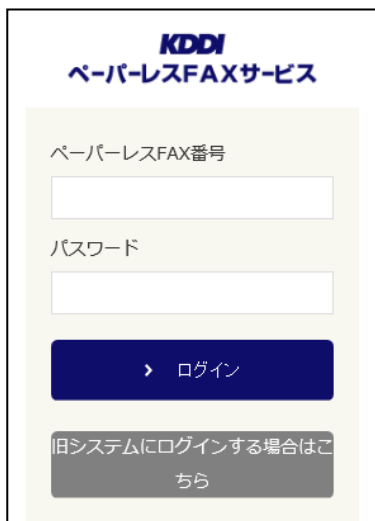 KDDI
ペーパーレスFAXサービス
ペーパーレスFAX番号
パスワード
› ログイン
旧システムにログインする場合はこ
ちら